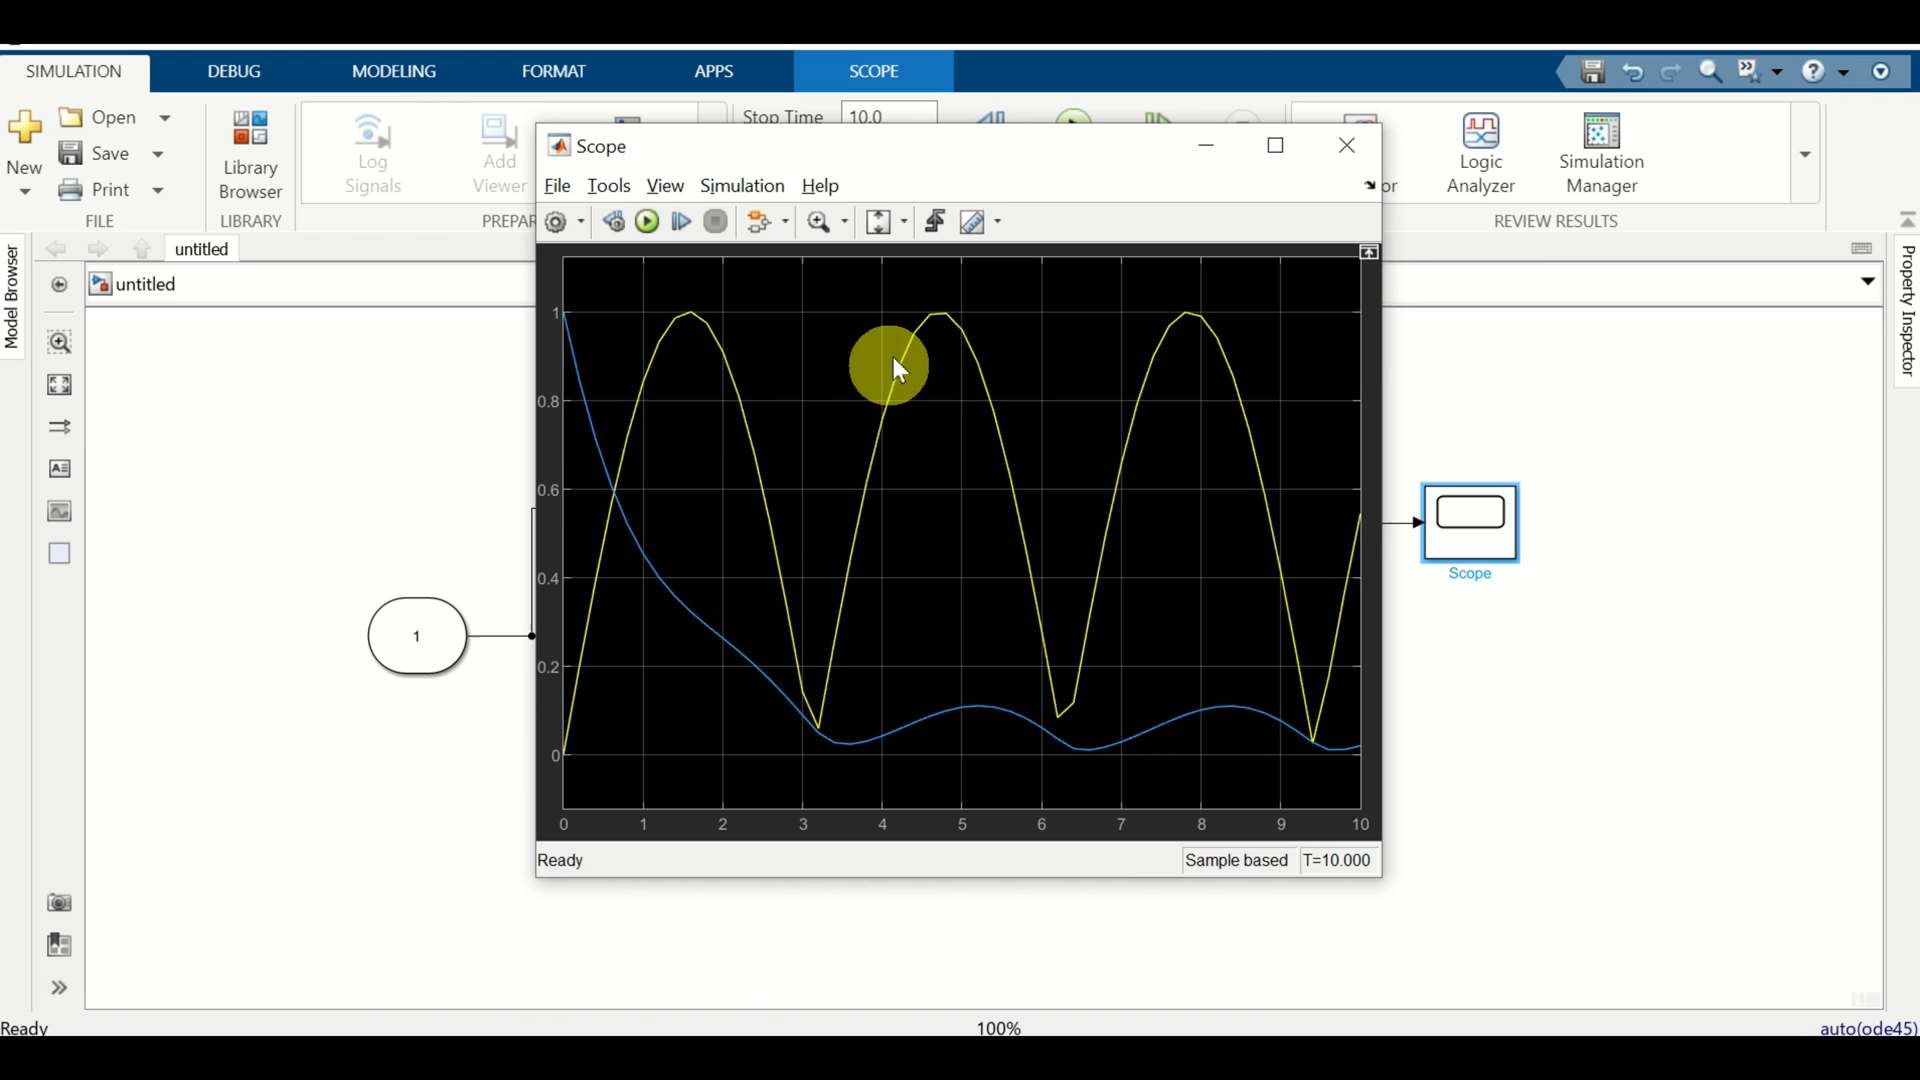 SIMULATION DEBUG MODELING FORMAT APPS SCOPE
New
Open
Save
Print
FILE
Library
Browser
LIBRARY
Log
Signals
Add
Viewer
PREPAR
Stop Time 10.0
or
Logic
Analyzer
Simulation
Manager
REVIEW RESULTS
Scope
File Tools View Simulation Help
untitled
untitled
Model Browser
Property Inspector
1
0.8
0.6
0.4
0.2
0
0 1 2 3 4 5 6 7 8 9 10
Ready Sample based T=10.000
1
Scope
Ready 100% auto(ode45)